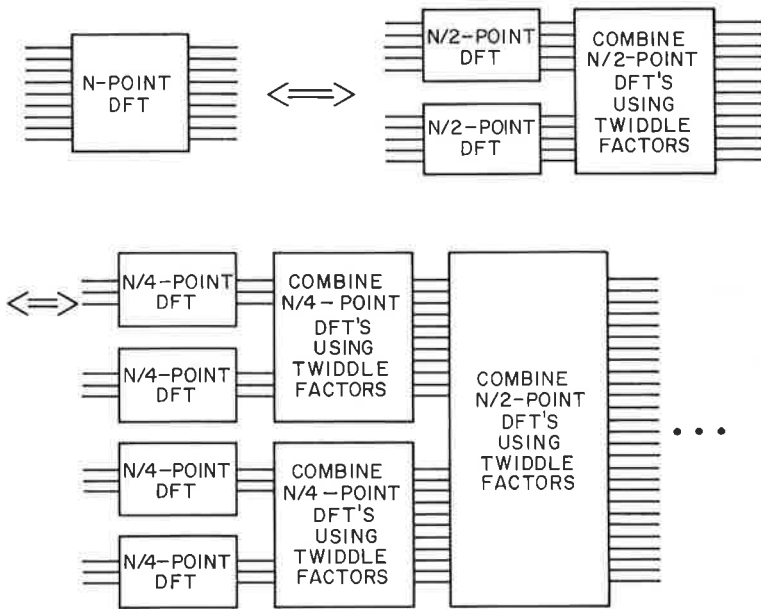 N-POINT
DFT
N/2-POINT
DFT
N/2-POINT
DFT
COMBINE
N/2-POINT
DFT'S
USING
TWIDDLE
FACTORS
N/4-POINT
DFT
N/4-POINT
DFT
N/4-POINT
DFT
N/4-POINT
DFT
COMBINE
N/4-POINT
DFT'S
USING
TWIDDLE
FACTORS
COMBINE
N/4-POINT
DFT'S
USING
TWIDDLE
FACTORS
COMBINE
N/2-POINT
DFT'S
USING
TWIDDLE
FACTORS